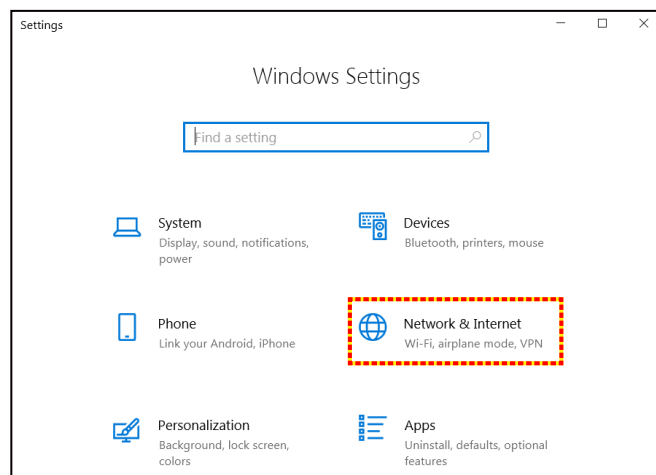 Settings
Windows Settings
Find a setting
System
Display, sound, notifications,
power
Devices
Bluetooth, printers, mouse
Phone
Link your Android, iPhone
Network & Internet
Wi-Fi, airplane mode, VPN
Personalization
Background, lock screen,
colors
Apps
Uninstall, defaults, optional
features